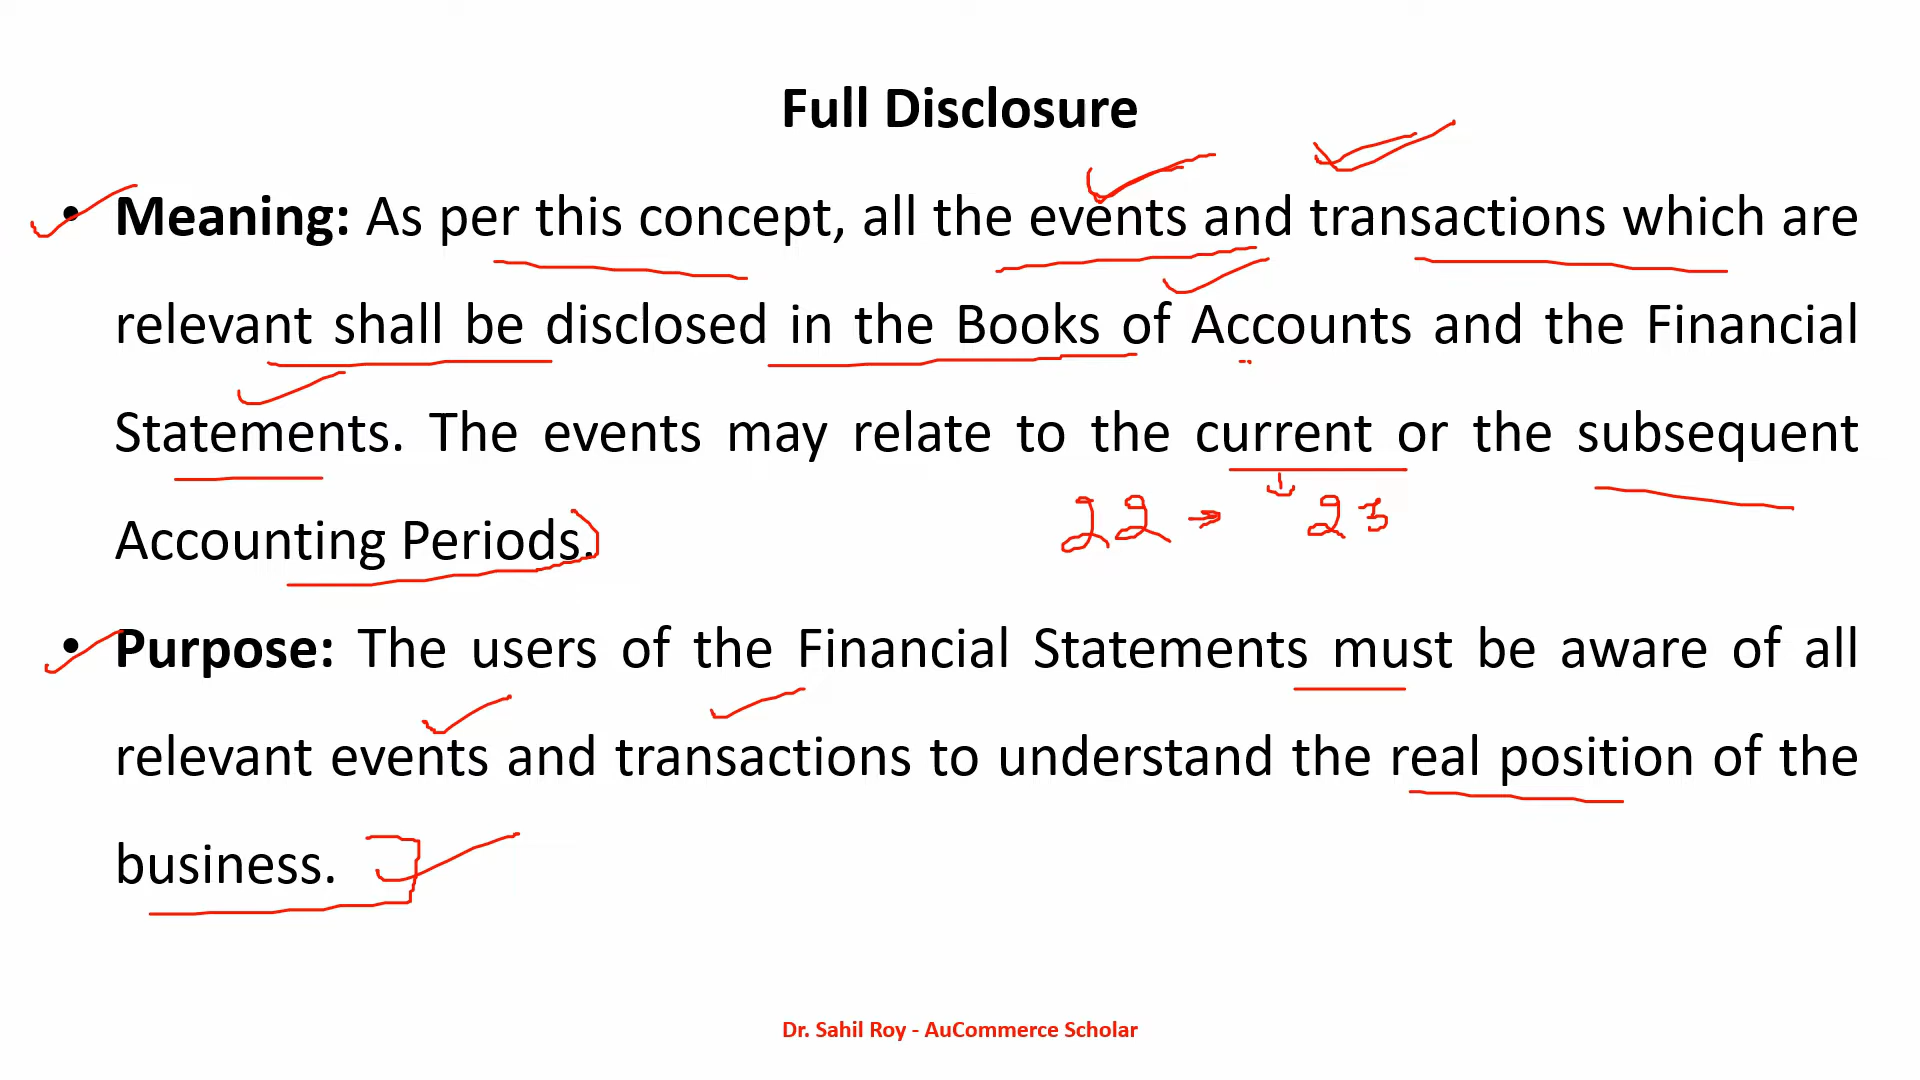 Full Disclosure
• Meaning: As per this concept, all the events and transactions which are
relevant shall be disclosed in the Books of Accounts and the Financial
Statements. The events may relate to the current or the subsequent
22 → 23
Accounting Periods.
• Purpose: The users of the Financial Statements must be aware of all
relevant events and transactions to understand the real position of the
business.
Dr. Sahil Roy - AuCommerce Scholar